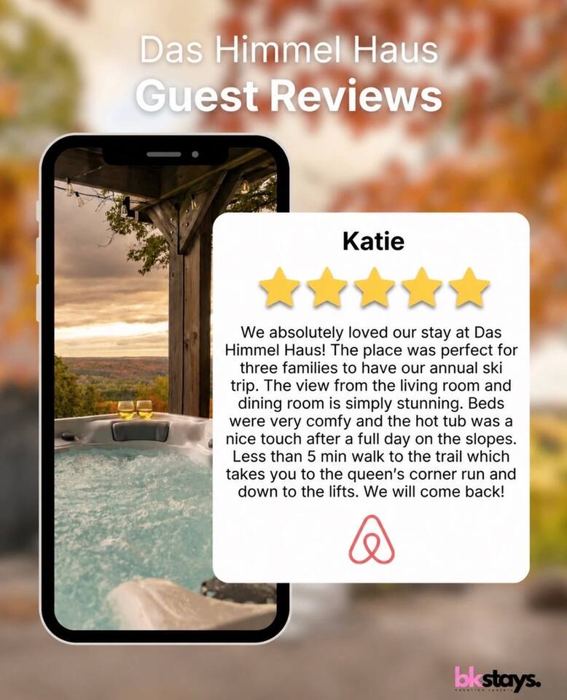 Das Himmel Haus
Guest Reviews
Katie
We absolutely loved our stay at Das
Himmel Haus! The place was perfect for
three families to have our annual ski
trip. The view from the living room and
dining room is simply stunning. Beds
were very comfy and the hot tub was a
nice touch after a full day on the slopes.
Less than 5 min walk to the trail which
takes you to the queen's corner run and
down to the lifts. We will come back!
bkstays.